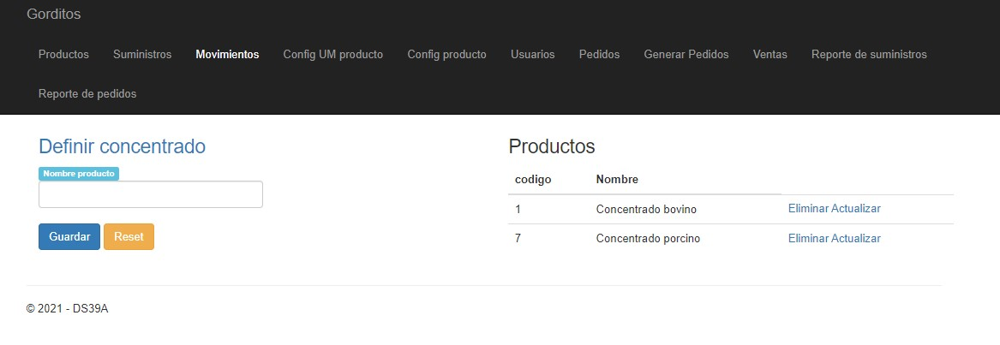 Gorditos
Productos Suministros Movimientos Config UM producto Config producto Usuarios Pedidos Generar Pedidos Ventas Reporte de suministros
Reporte de pedidos
Definir concentrado
Nombre producto
Guardar Reset
Productos
codigo Nombre
1 Concentrado bovino Eliminar Actualizar
7 Concentrado porcino Eliminar Actualizar
© 2021 - DS39A